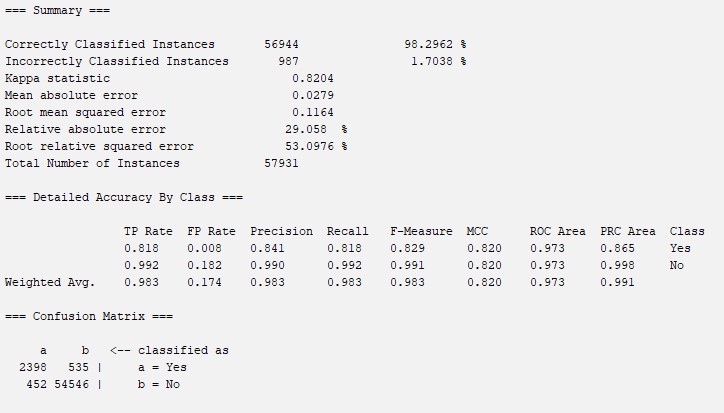 === Summary ===
Correctly Classified Instances 56944 98.2962 %
Incorrectly Classified Instances 987 1.7038 %
Kappa statistic 0.8204
Mean absolute error 0.0279
Root mean squared error 0.1164
Relative absolute error 29.058 %
Root relative squared error 53.0976 %
Total Number of Instances 57931
=== Detailed Accuracy By Class ===
TP Rate FP Rate Precision Recall F-Measure MCC ROC Area PRC Area Class
0.818 0.008 0.841 0.818 0.829 0.820 0.973 0.865 Yes
0.992 0.182 0.990 0.992 0.991 0.820 0.973 0.998 No
Weighted Avg. 0.983 0.174 0.983 0.983 0.983 0.820 0.973 0.991
=== Confusion Matrix ===
a b <-- classified as
2398 535 | a = Yes
452 54546 | b = No